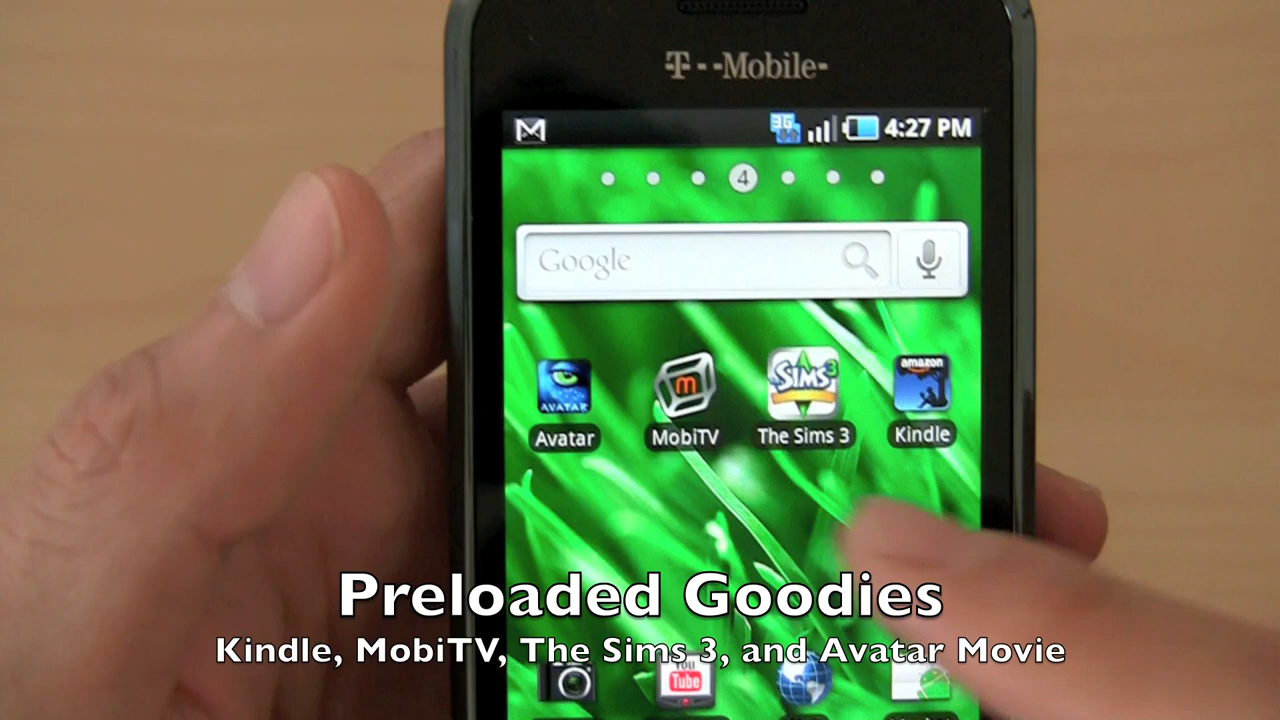 T--Mobile-
3G 4:27 PM
4
Google
AVATAR
m
SIMS 3
amazon
Avatar
MobiTV
The Sims 3
Kindle
Preloaded Goodies
Kindle, MobiTV, The Sims 3, and Avatar Movie
You
Tube